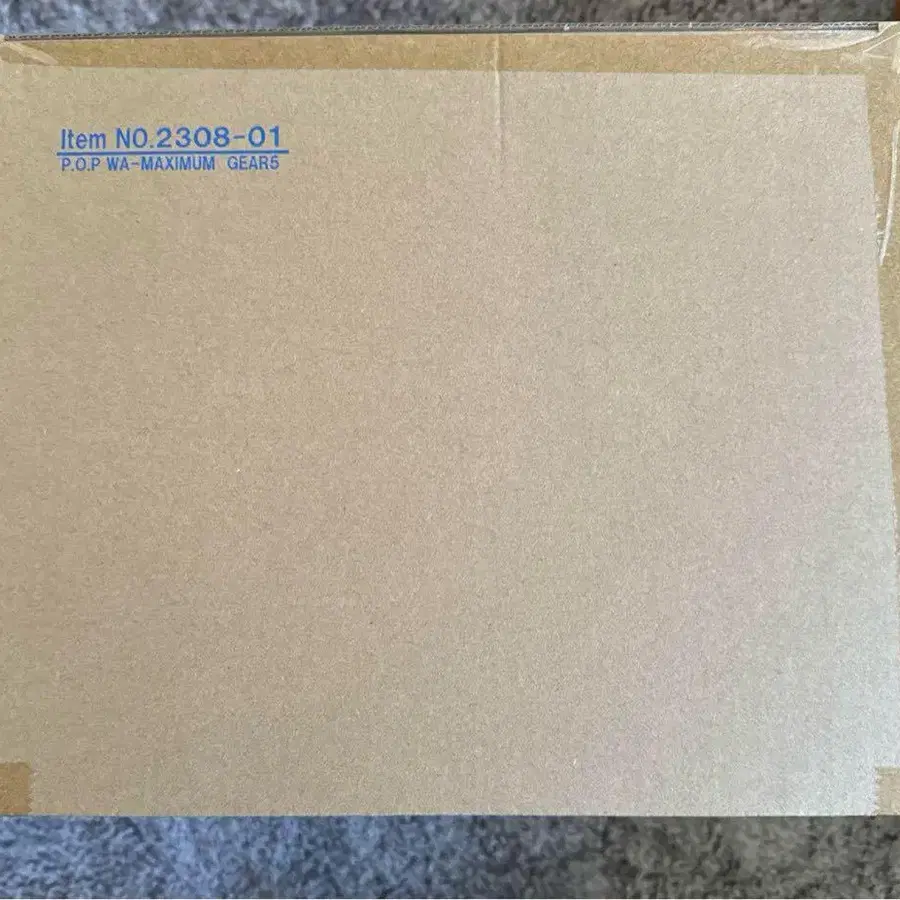 Item NO.2308-01
P.O.P WA-MAXIMUM GEAR5